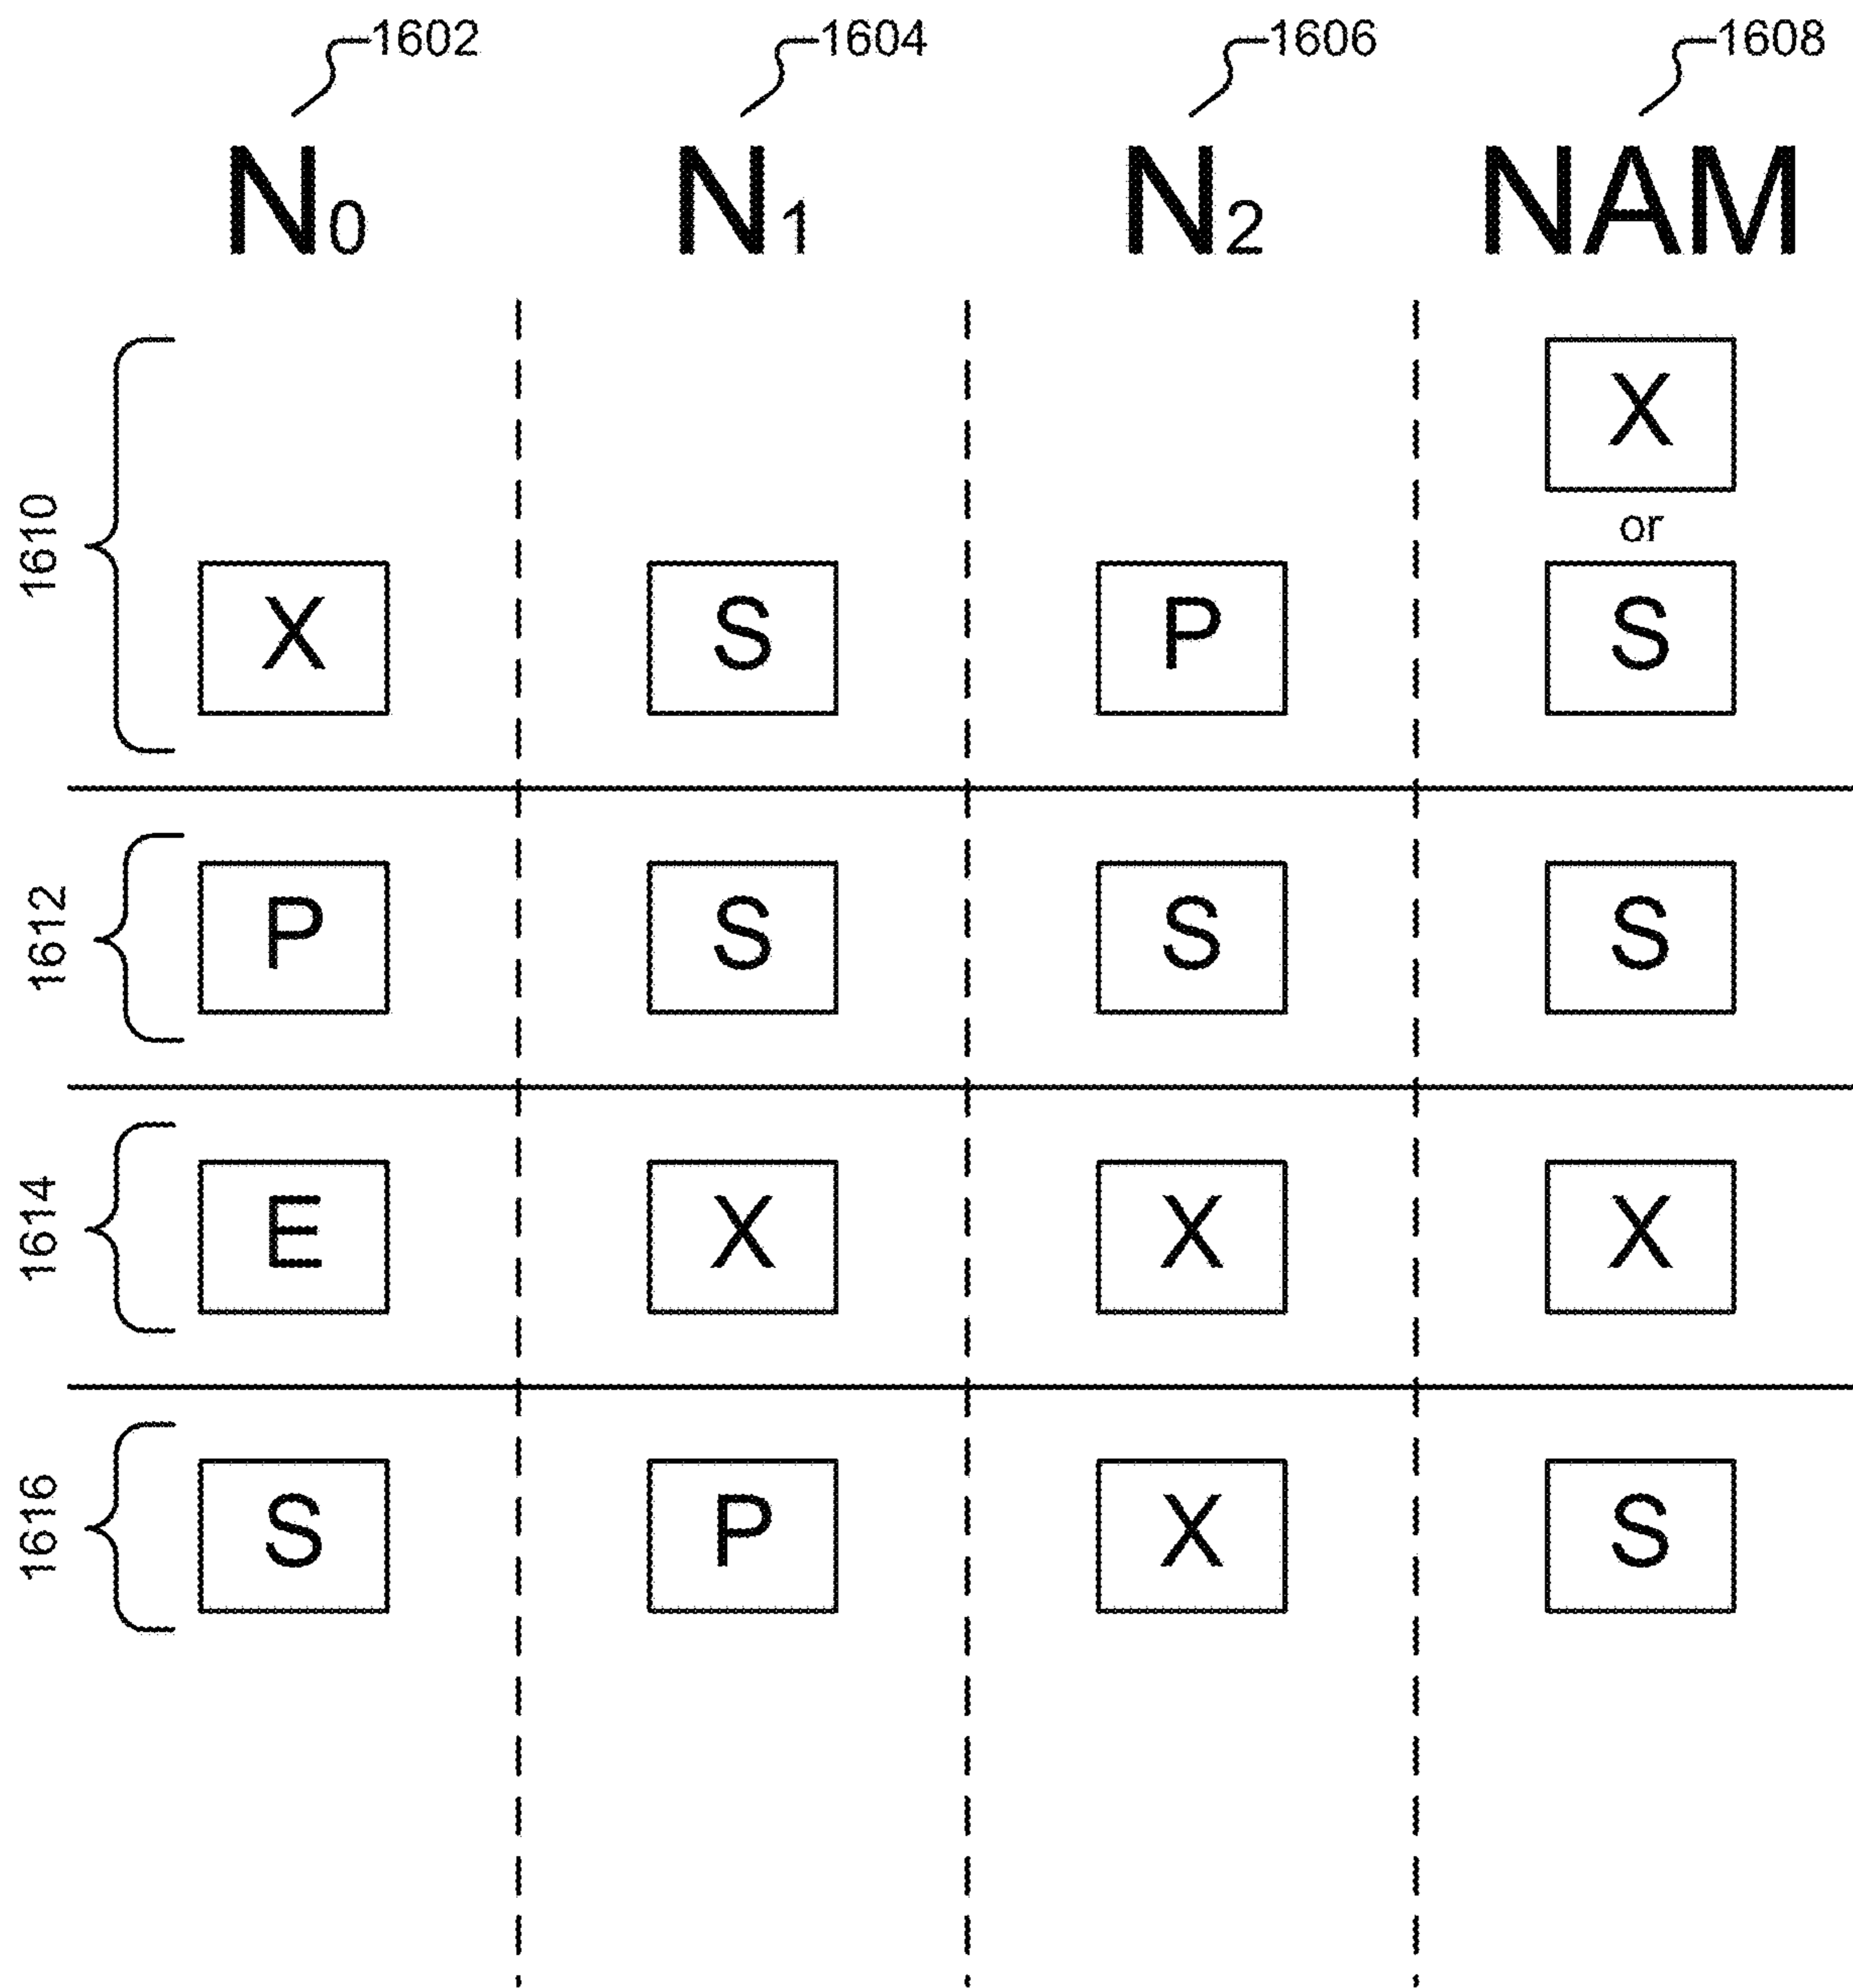 1602 1604 1606 1608
N0 N1 N2 NAM
X
or
1610 X S P S
1612 P S S S
1614 E X X X
1616 S P X S